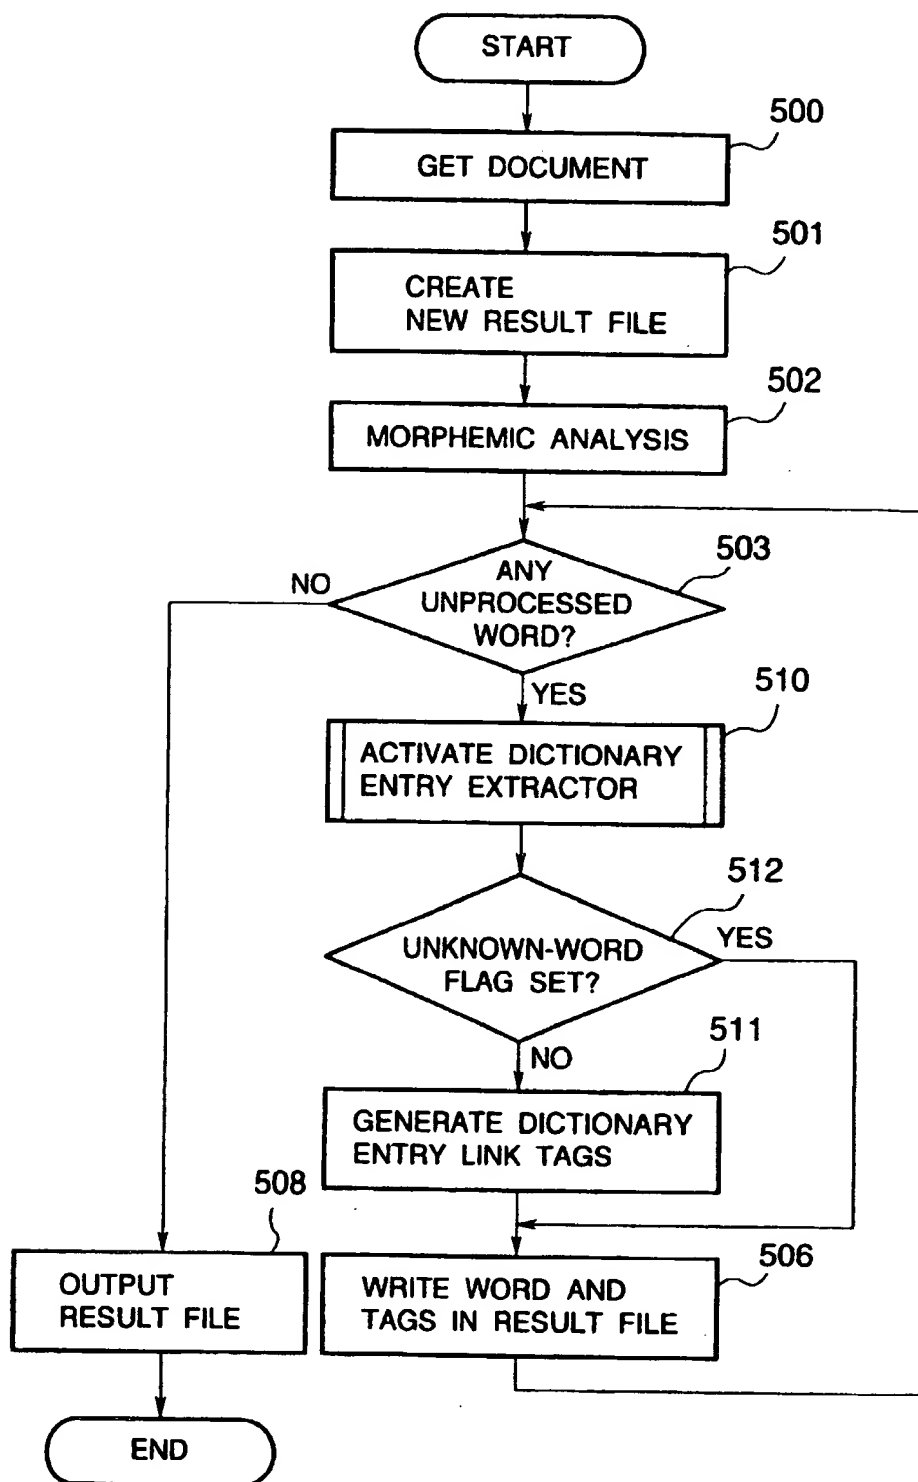 START
500
GET DOCUMENT
501
CREATE
NEW RESULT FILE
502
MORPHEMIC ANALYSIS
503
NO
ANY
UNPROCESSED
WORD?
YES
510
ACTIVATE DICTIONARY
ENTRY EXTRACTOR
512
UNKNOWN-WORD
FLAG SET?
YES
NO
511
GENERATE DICTIONARY
ENTRY LINK TAGS
508
OUTPUT
RESULT FILE
506
WRITE WORD AND
TAGS IN RESULT FILE
END